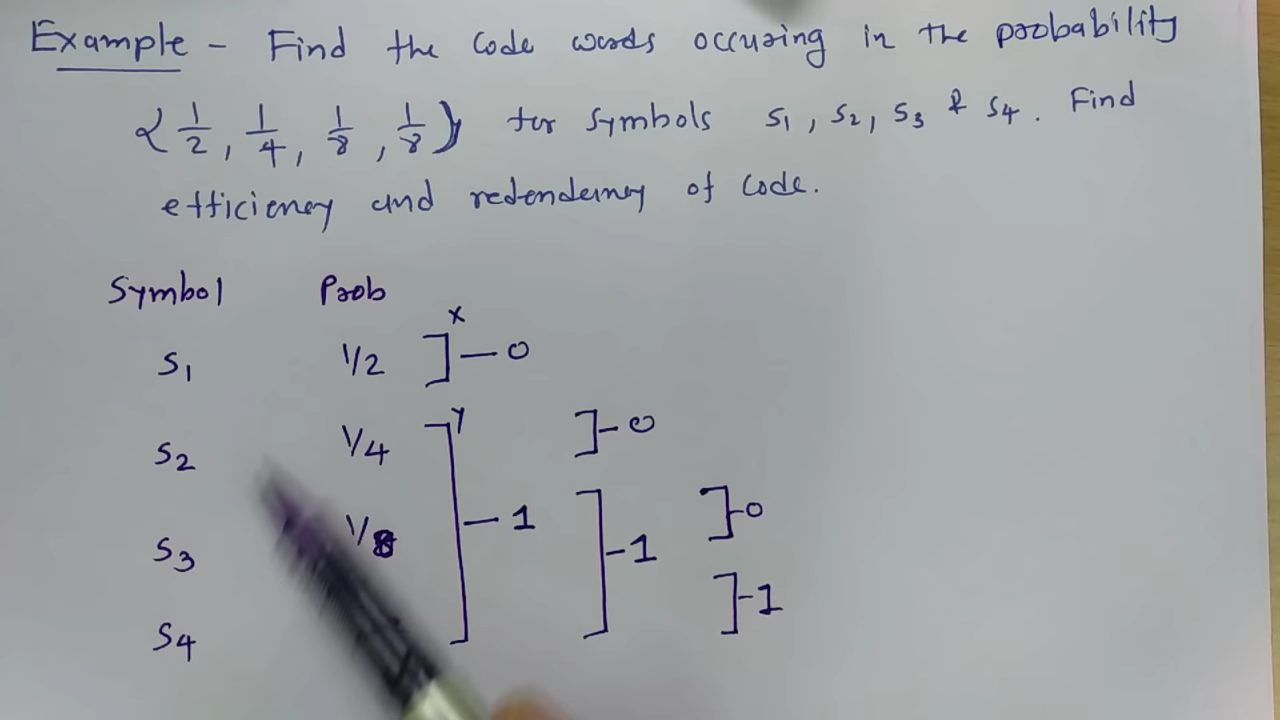 Example - Find the code words occuring in the probability
{1/2, 1/4, 1/8, 1/8} for symbols S1, S2, S3 & S4. Find
efficiency and redendemcy of code.
Symbol Prob
x
S1 1/2 ] — 0
y
S2 1/4 ] - 0
S3 1/8 ] — 1 ] - 1 ] - 0
S4 ] - 1